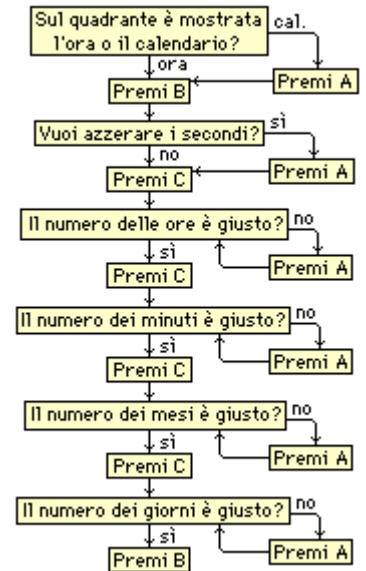 Sul quadrante è mostrata cal.
l'ora o il calendario?
ora
Premi B Premi A
Vuoi azzerare i secondi? sì
no
Premi C Premi A
Il numero delle ore è giusto? no
sì
Premi C Premi A
Il numero dei minuti è giusto? no
sì
Premi C Premi A
Il numero dei mesi è giusto? no
sì
Premi C Premi A
Il numero dei giorni è giusto? no
sì
Premi B Premi A